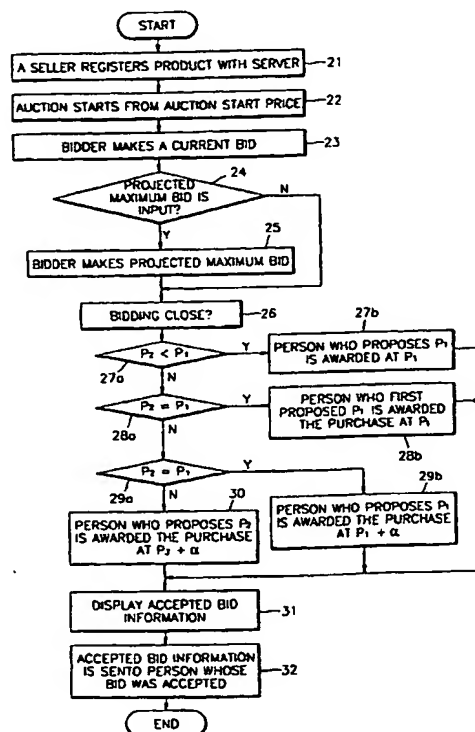 START
A SELLER REGISTERS PRODUCT WITH SERVER
21
AUCTION STARTS FROM AUCTION START PRICE
22
BIDDER MAKES A CURRENT BID
23
24
PROJECTED
MAXIMUM BID IS
INPUT?
N
Y
25
BIDDER MAKES PROJECTED MAXIMUM BID
BIDDING CLOSE?
26
27b
P2 < P1
Y
PERSON WHO PROPOSES P1
IS AWARDED AT P1
27a
N
P2 = P1
Y
PERSON WHO FIRST
PROPOSED P1 IS AWARDED
THE PURCHASE AT P1
28a
N
28b
P2 = P1
Y
29a
N
30
29b
PERSON WHO PROPOSES P2
IS AWARDED THE PURCHASE
AT P2 + α
PERSON WHO PROPOSES P1
IS AWARDED THE PURCHASE
AT P1 + α
DISPLAY ACCEPTED BID
INFORMATION
31
ACCEPTED BID INFORMATION
IS SENTO PERSON WHOSE
BID WAS ACCEPTED
32
END